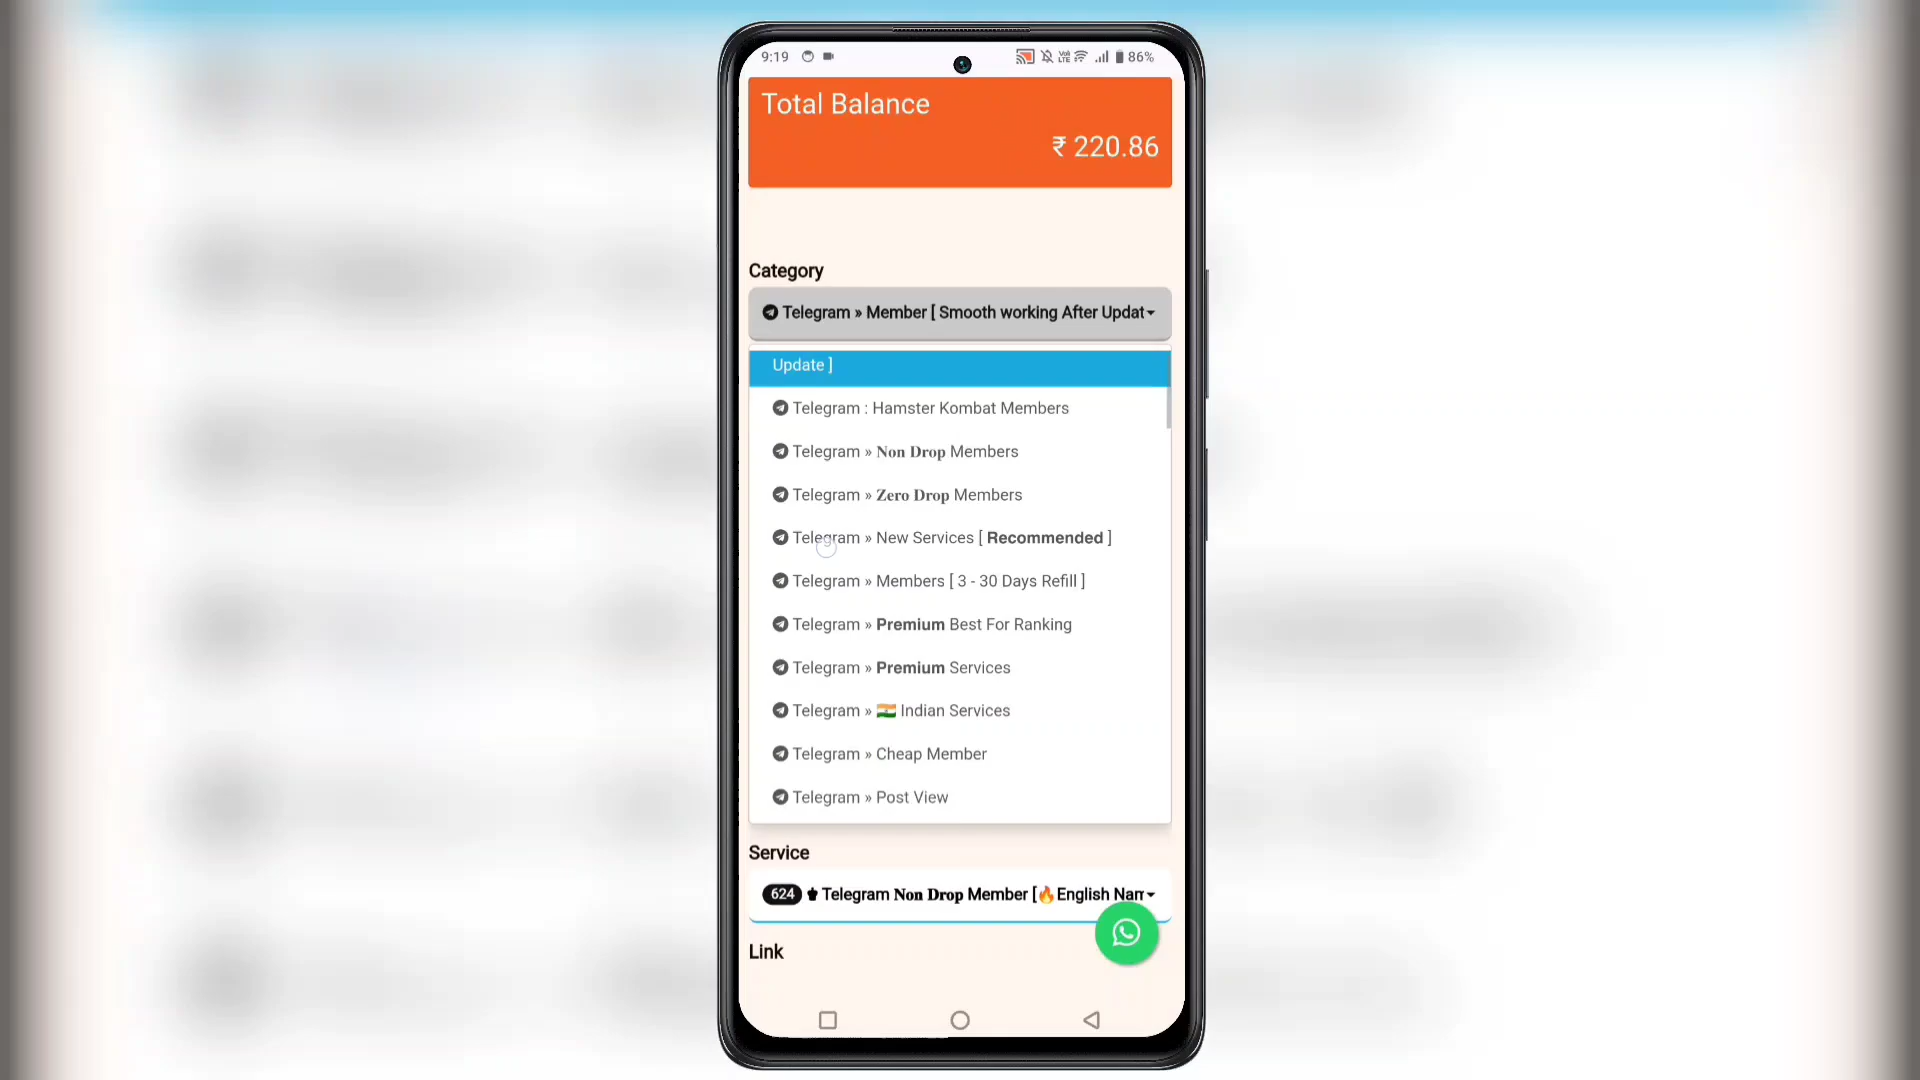 9:19 86%
Total Balance
₹ 220.86
Category
Telegram » Member [ Smooth working After Updat
Update ]
Telegram : Hamster Kombat Members
Telegram » Non Drop Members
Telegram » Zero Drop Members
Telegram » New Services [ Recommended ]
Telegram » Members [ 3 - 30 Days Refill ]
Telegram » Premium Best For Ranking
Telegram » Premium Services
Telegram » 🇮🇳 Indian Services
Telegram » Cheap Member
Telegram » Post View
Service
624 Telegram Non Drop Member [🔥English Nam
Link